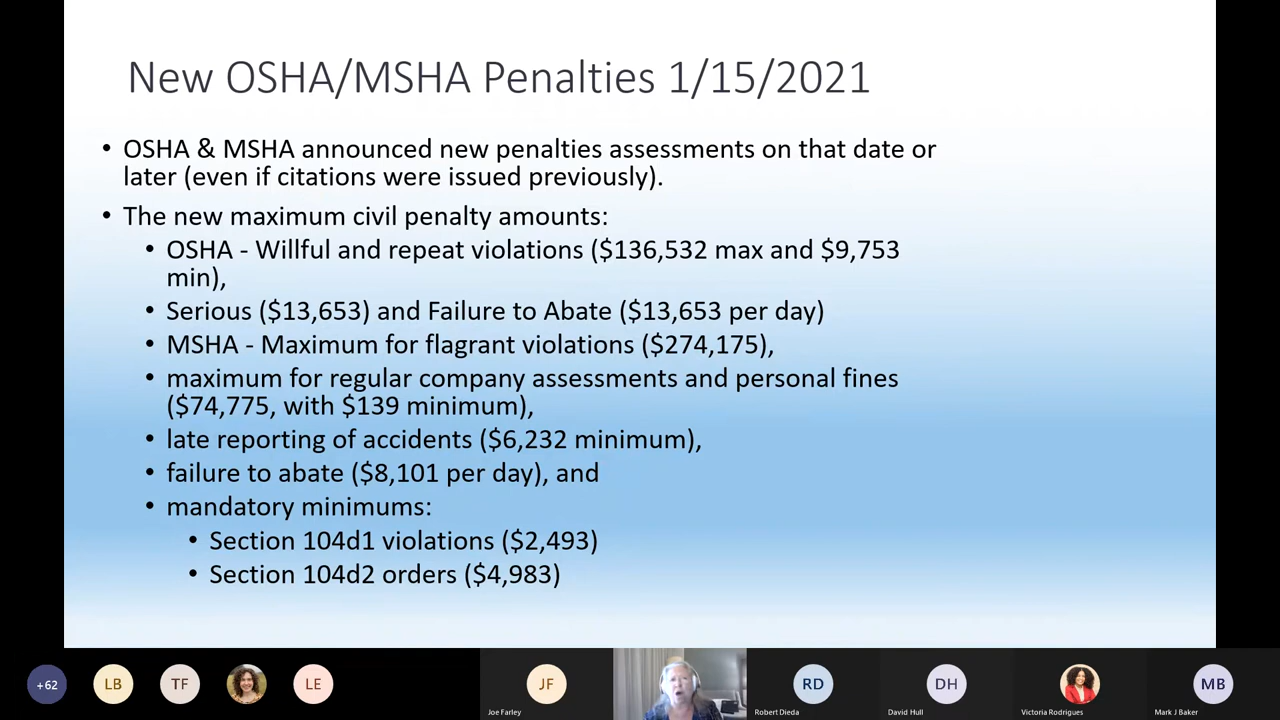 New OSHA/MSHA Penalties 1/15/2021
• OSHA & MSHA announced new penalties assessments on that date or
later (even if citations were issued previously).
• The new maximum civil penalty amounts:
• OSHA - Willful and repeat violations ($136,532 max and $9,753
min),
• Serious ($13,653) and Failure to Abate ($13,653 per day)
• MSHA - Maximum for flagrant violations ($274,175),
• maximum for regular company assessments and personal fines
($74,775, with $139 minimum),
• late reporting of accidents ($6,232 minimum),
• failure to abate ($8,101 per day), and
• mandatory minimums:
• Section 104d1 violations ($2,493)
• Section 104d2 orders ($4,983)
+62 LB TF LE JF RD DH MB
Joe Farley Robert Dieda David Hull Victoria Rodrigues Mark J Baker